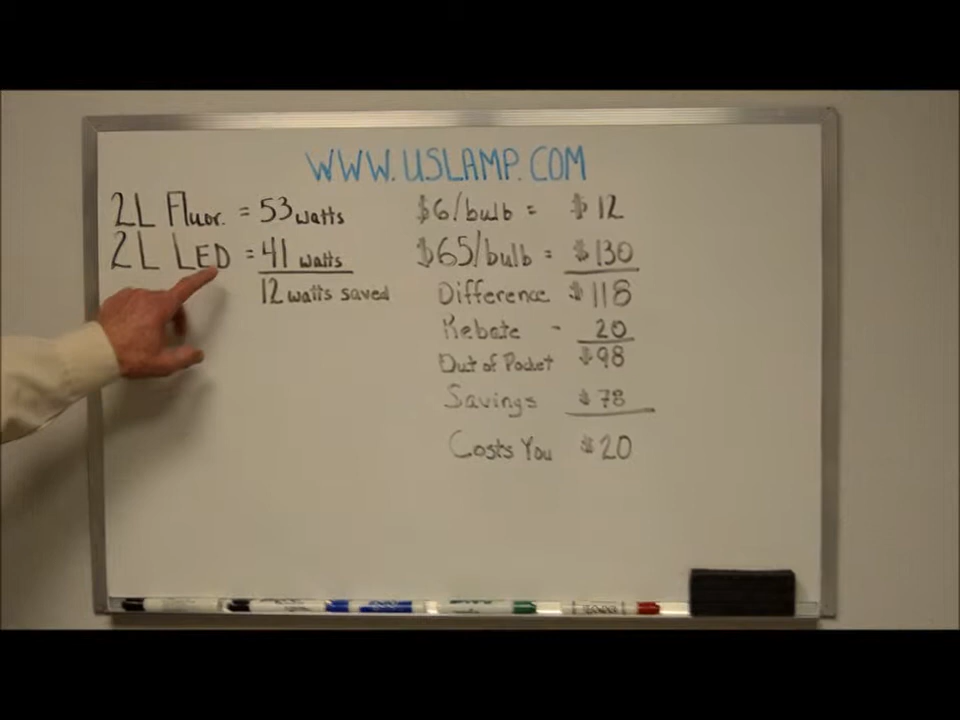 WWW.USLAMP.COM
2L Fluor. = 53 watts
2L LED = 41 watts
12 watts saved
$6/bulb = $12
$65/bulb = $130
Difference $118
Rebate - 20
Out of Pocket $98
Savings $78
Costs You $20